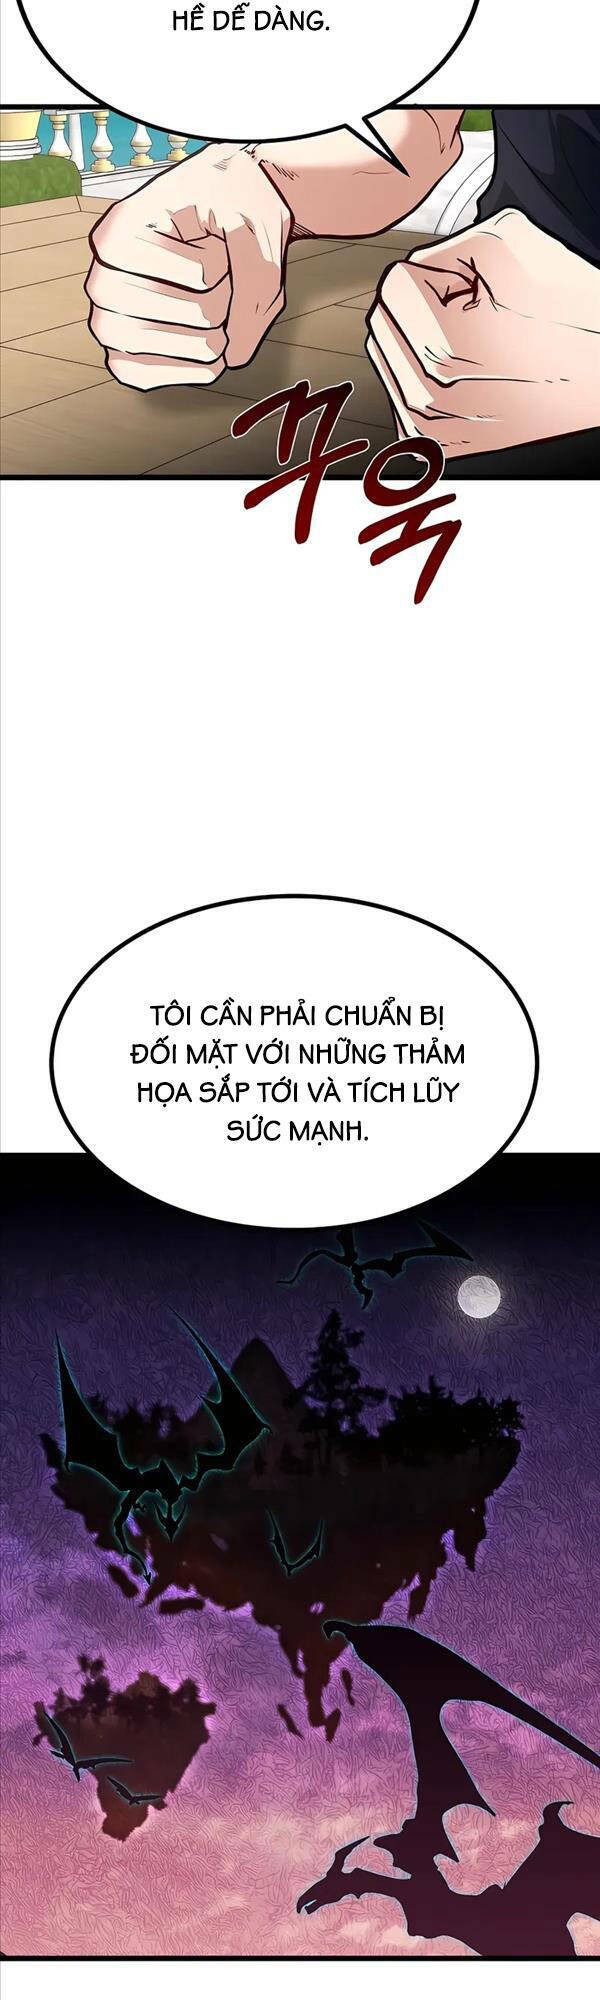 HỀ DỄ DÀNG.
꾸욱
TÔI CẦN PHẢI CHUẨN BỊ
ĐỐI MẶT VỚI NHỮNG THẢM
HỌA SẮP TỚI VÀ TÍCH LŨY
SỨC MẠNH.